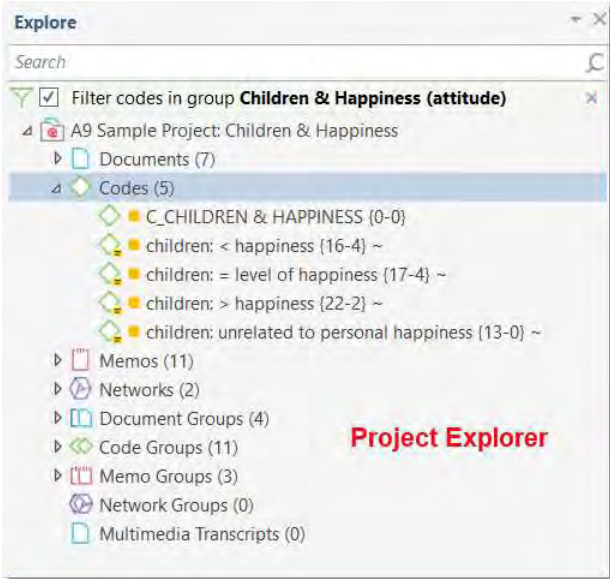 Explore
Search
Filter codes in group Children & Happiness (attitude)
A9 Sample Project: Children & Happiness
Documents (7)
Codes (5)
C_CHILDREN & HAPPINESS {0-0}
children: < happiness {16-4} ~
children: = level of happiness {17-4} ~
children: > happiness {22-2} ~
children: unrelated to personal happiness {13-0} ~
Memos (11)
Networks (2)
Document Groups (4)
Code Groups (11)
Memo Groups (3)
Network Groups (0)
Multimedia Transcripts (0)
Project Explorer